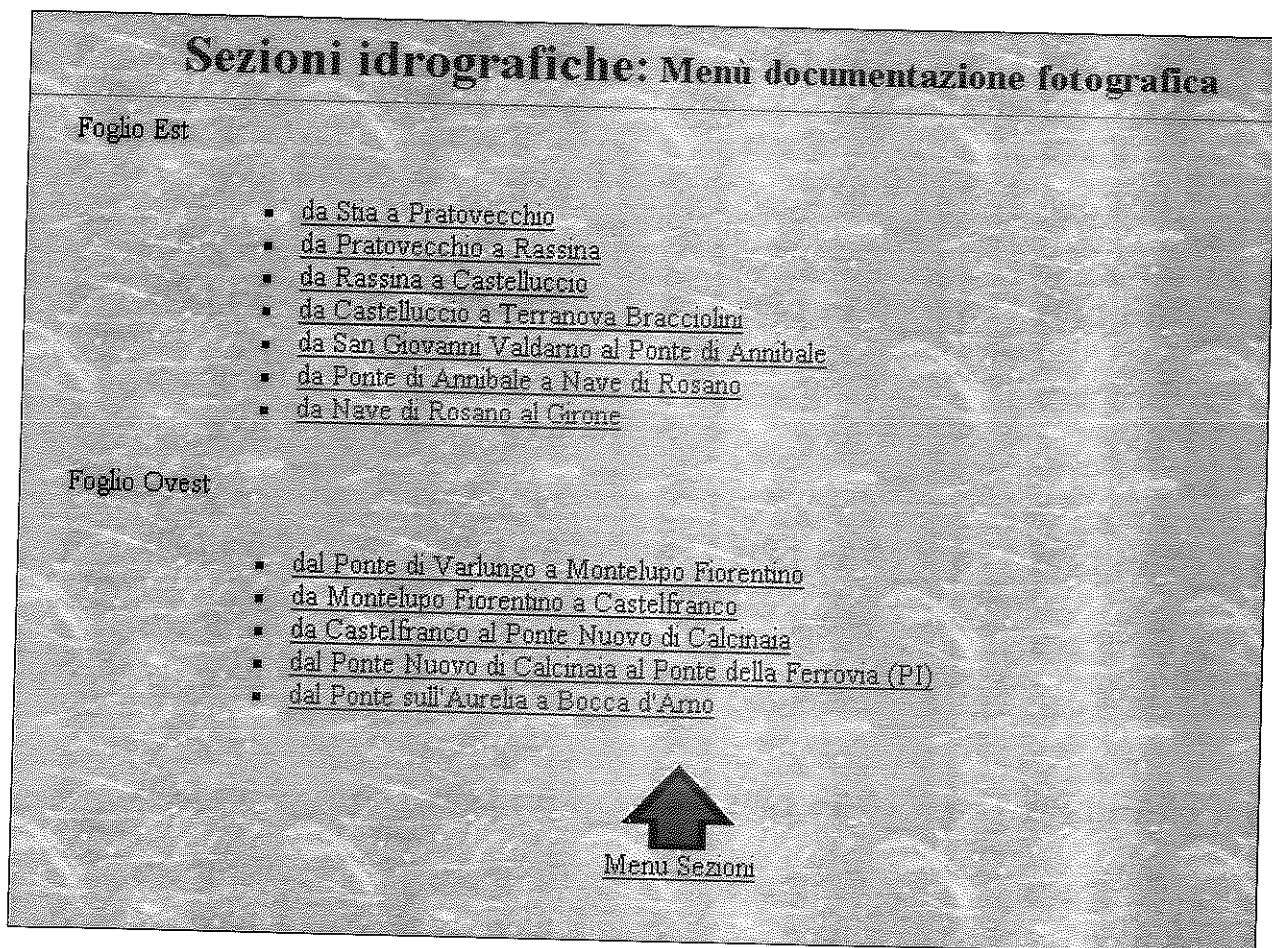 Sezioni idrografiche: Menù documentazione fotografica
Foglio Est
da Stia a Pratovecchio
da Pratovecchio a Rassina
da Rassina a Castelluccio
da Castelluccio a Terranova Bracciolini
da San Giovanni Valdarno al Ponte di Annibale
da Ponte di Annibale a Nave di Rosano
da Nave di Rosano al Girone
Foglio Ovest
dal Ponte di Varlungo a Montelupo Fiorentino
da Montelupo Fiorentino a Castelfranco
da Castelfranco al Ponte Nuovo di Calcinaia
dal Ponte Nuovo di Calcinaia al Ponte della Ferrovia (PI)
dal Ponte sull'Aurelia a Bocca d'Arno
Menu Sezioni